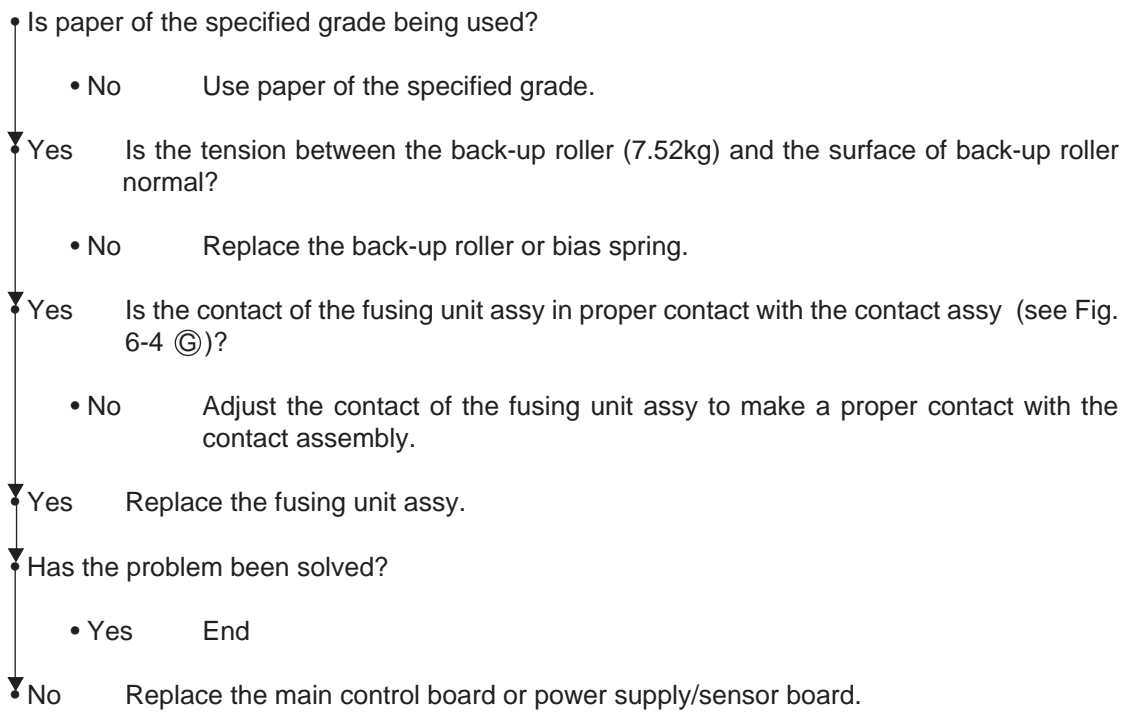 • Is paper of the specified grade being used?
• No Use paper of the specified grade.
• Yes Is the tension between the back-up roller (7.52kg) and the surface of back-up roller
normal?
• No Replace the back-up roller or bias spring.
• Yes Is the contact of the fusing unit assy in proper contact with the contact assy (see Fig.
6-4 Ⓖ)?
• No Adjust the contact of the fusing unit assy to make a proper contact with the
contact assembly.
• Yes Replace the fusing unit assy.
• Has the problem been solved?
• Yes End
• No Replace the main control board or power supply/sensor board.